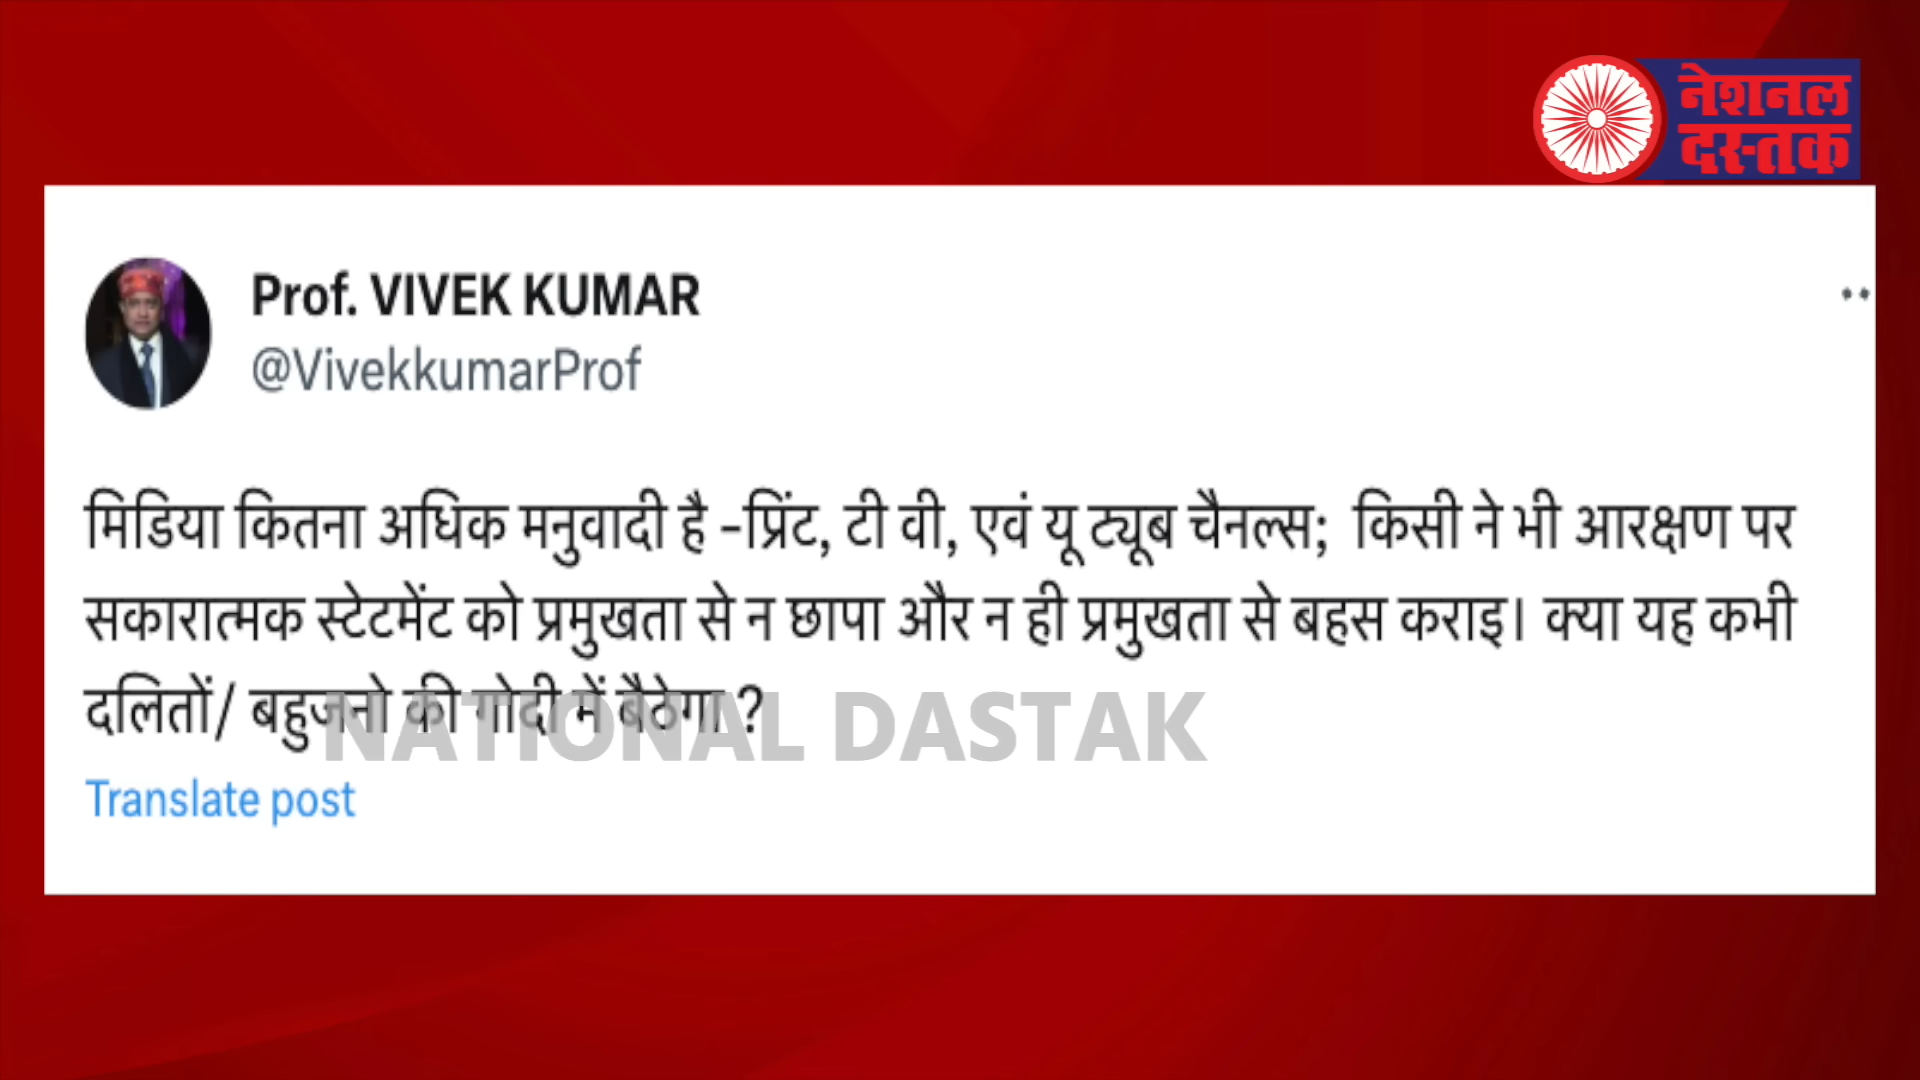 नेशनल
दस्तक
Prof. VIVEK KUMAR
@VivekkumarProf
मिडिया कितना अधिक मनुवादी है -प्रिंट, टी वी, एवं यू ट्यूब चैनल्स; किसी ने भी आरक्षण पर
सकारात्मक स्टेटमेंट को प्रमुखता से न छापा और न ही प्रमुखता से बहस कराइ। क्या यह कभी
दलितों/ बहुजनो की गोदी में बैठेगा ?
NATIONAL DASTAK
Translate post